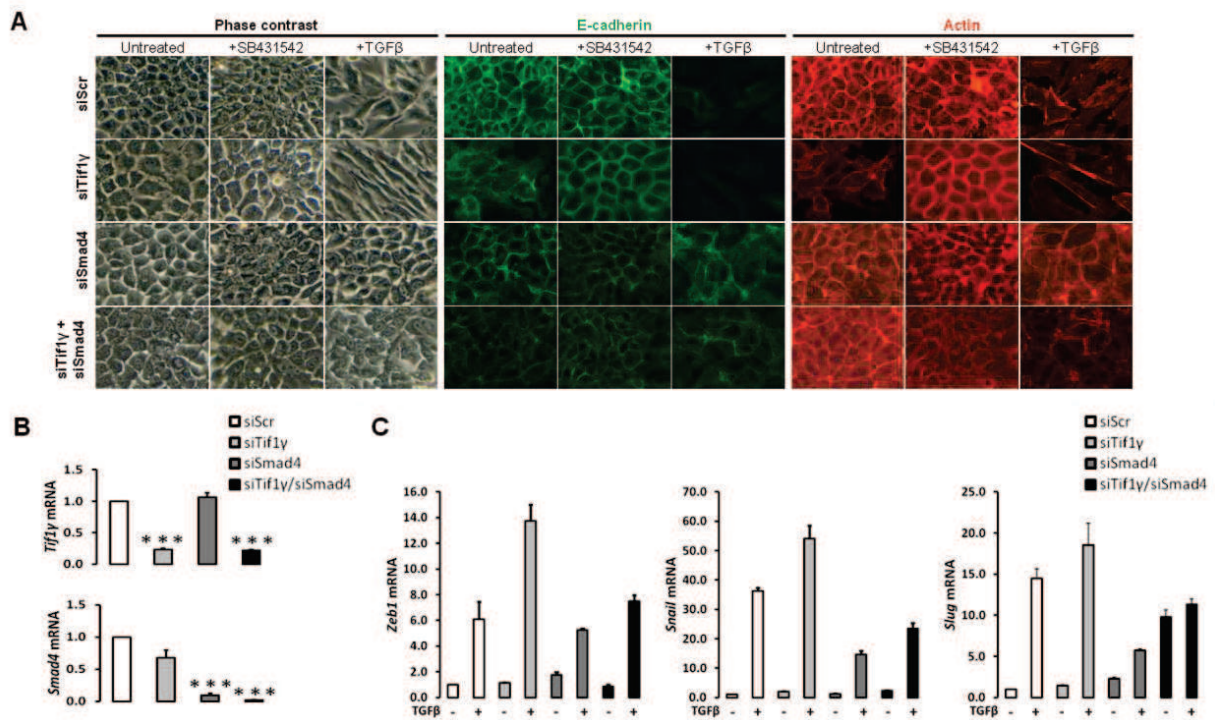 A
Phase contrast E-cadherin Actin
Untreated +SB431542 +TGFβ Untreated +SB431542 +TGFβ Untreated +SB431542 +TGFβ
siScr
siTif1γ
siSmad4
siTif1γ +
siSmad4
B
siScr
siTif1γ
siSmad4
siTif1γ/siSmad4
Tif1γ mRNA
1.5
1.0
0.5
0.0
*** ***
Smad4 mRNA
1.5
1.0
0.5
0.0
*** ***
C
siScr
siTif1γ
siSmad4
siTif1γ/siSmad4
Zeb1 mRNA
16.0
14.0
12.0
10.0
8.0
6.0
4.0
2.0
0.0
TGFβ - + - + - + - +
Snail mRNA
70.0
60.0
50.0
40.0
30.0
20.0
10.0
0.0
TGFβ - + - + - + - +
Slug mRNA
25.0
20.0
15.0
10.0
5.0
0.0
TGFβ - + - + - + - +